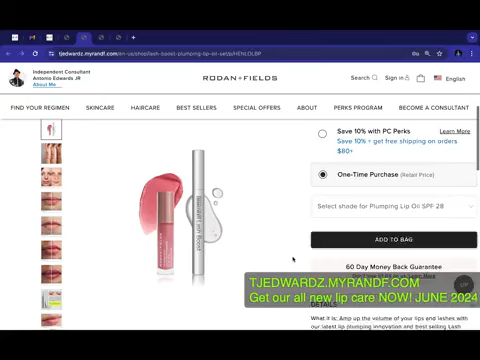 tjedwardz.myrandf.com/en-us/shop/lash-boost-plumping-lip-oil-set/p/HENLOLBP
Independent Consultant
Antonio Edwards JR
About Me
RODAN+FIELDS
Search
Sign in
English
FIND YOUR REGIMEN
SKINCARE
HAIRCARE
BEST SELLERS
SPECIAL OFFERS
ABOUT
PERKS PROGRAM
BECOME A CONSULTANT
Save 10% with PC Perks
Learn More
Save 10% + get free shipping on orders
$80+
One-Time Purchase (Retail Price)
Select shade for Plumping Lip Oil SPF 28
ADD TO BAG
60 Day Money Back Guarantee
TJEDWARDZ.MYRANDF.COM
Get our all new lip care NOW! JUNE 2024
UP
DETAILS
What it is: Amp up the volume of your lips and lashes with
our latest lip plumping innovation and best selling Lash